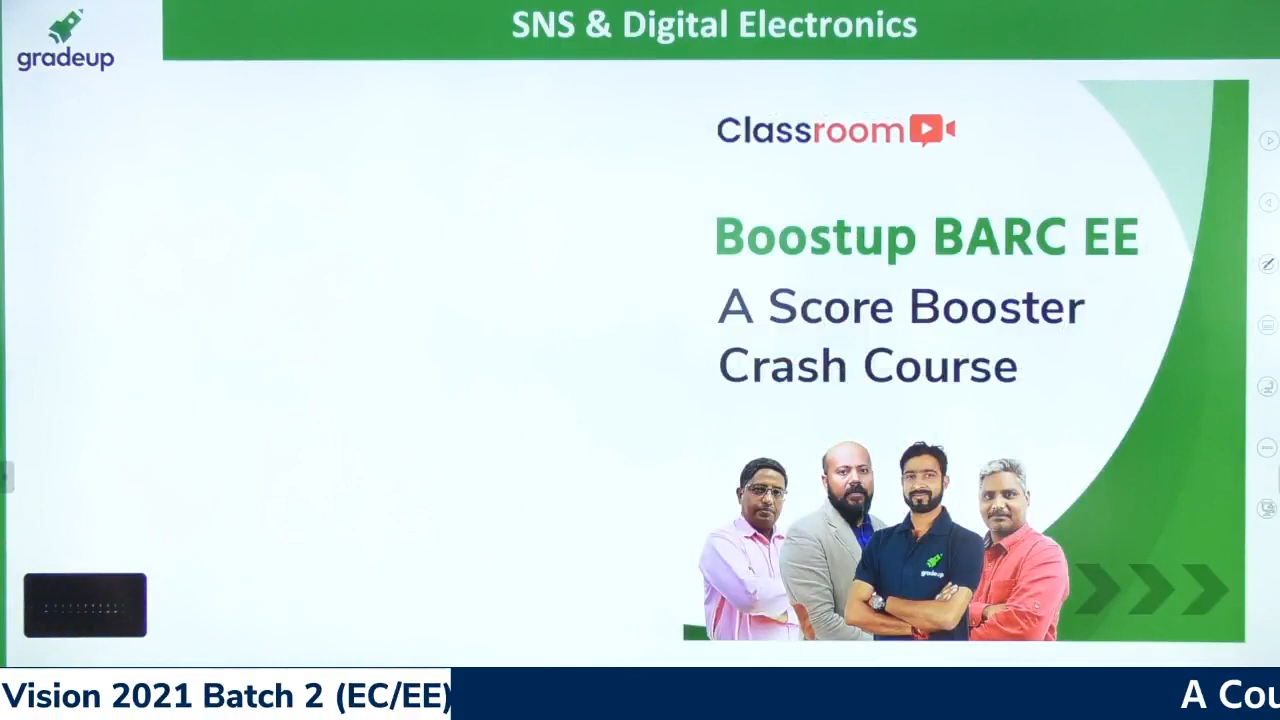 SNS & Digital Electronics
gradeup
Classroom
Boostup BARC EE
A Score Booster
Crash Course
gradeup
Vision 2021 Batch 2 (EC/EE)
A Cou